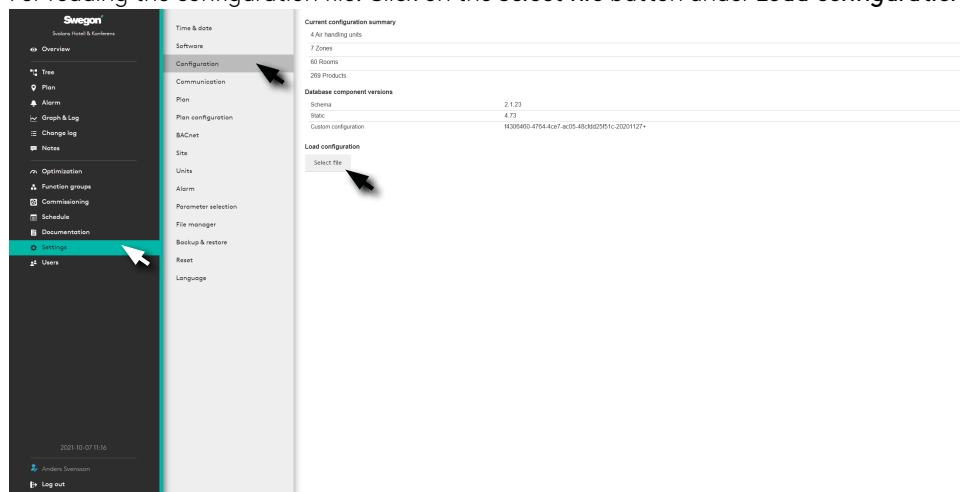 For loading the configuration file: Click on the select file button under Load configuration
Swegon
Svalans Hotell & Konferens
Overview
Tree
Plan
Alarm
Graph & Log
Change log
Notes
Optimization
Function groups
Commissioning
Schedule
Documentation
Settings
Users
2021-10-07 11:16
Anders Svensson
Log out
Time & date
Software
Configuration
Communication
Plan
Plan configuration
BACnet
Site
Units
Alarm
Parameter selection
File manager
Backup & restore
Reset
Language
Current configuration summary
4 Air handling units
7 Zones
60 Rooms
269 Products
Database component versions
Schema 2.1.23
Static 4.73
Custom configuration f4306460-4764-4ce7-ac05-48cfdd25f51c-20201127+
Load configuration
Select file